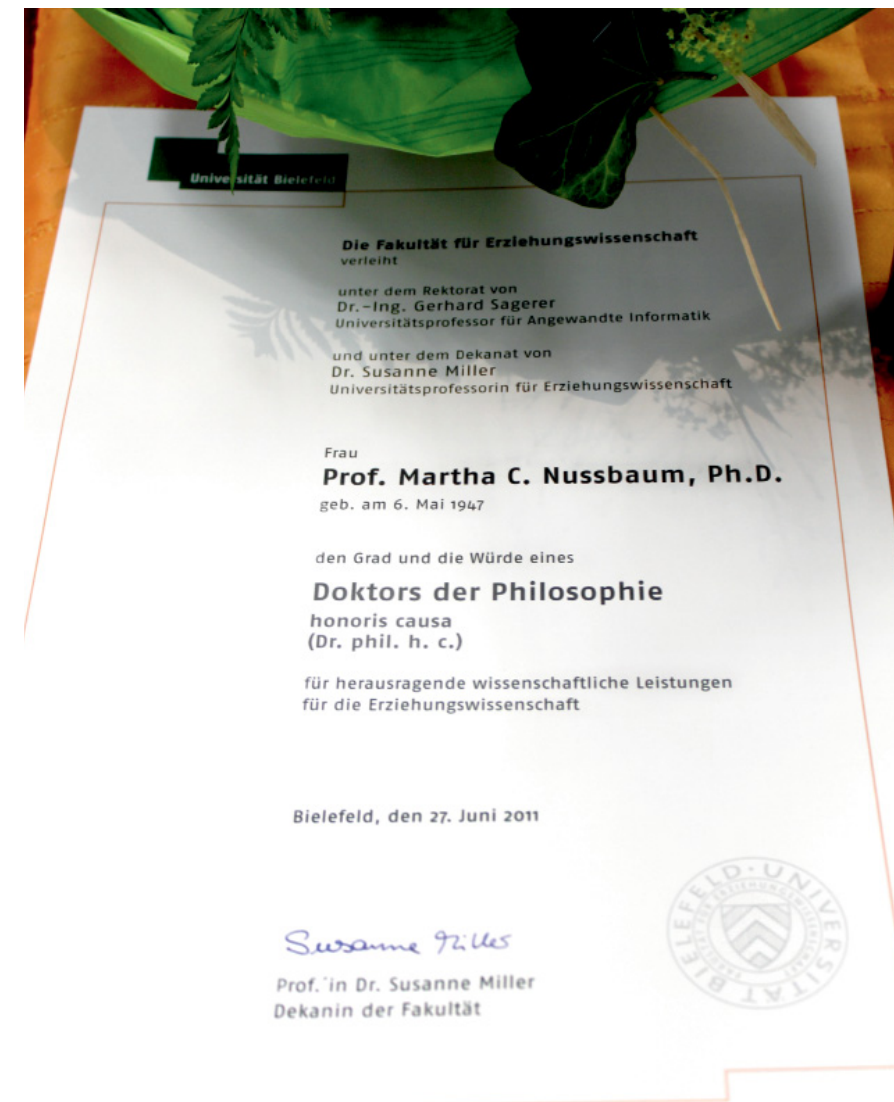 Universität Bielefeld
Die Fakultät für Erziehungswissenschaft
verleiht
unter dem Rektorat von
Dr.-Ing. Gerhard Sagerer
Universitätsprofessor für Angewandte Informatik
und unter dem Dekanat von
Dr. Susanne Miller
Universitätsprofessorin für Erziehungswissenschaft
Frau
Prof. Martha C. Nussbaum, Ph.D.
geb. am 6. Mai 1947
den Grad und die Würde eines
Doktors der Philosophie
honoris causa
(Dr. phil. h. c.)
für herausragende wissenschaftliche Leistungen
für die Erziehungswissenschaft
Bielefeld, den 27. Juni 2011
Susanne Miller
Prof.´in Dr. Susanne Miller
Dekanin der Fakultät
UNIVERSITÄT BIELEFELD
FAKULTÄT FÜR ERZIEHUNGSWISSENSCHAFT